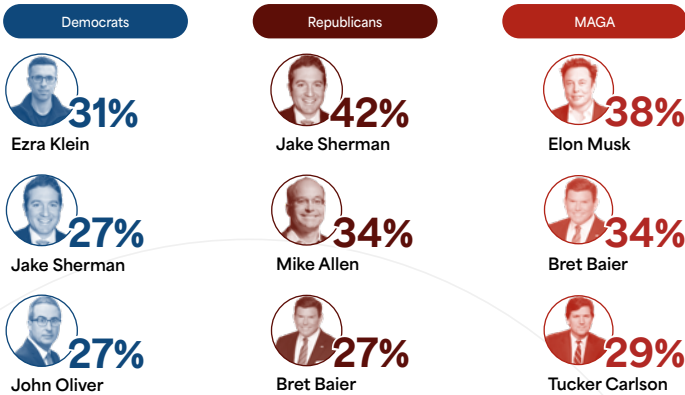 Democrats
Republicans
MAGA
31%
Ezra Klein
42%
Jake Sherman
38%
Elon Musk
27%
Jake Sherman
34%
Mike Allen
34%
Bret Baier
27%
John Oliver
27%
Bret Baier
29%
Tucker Carlson